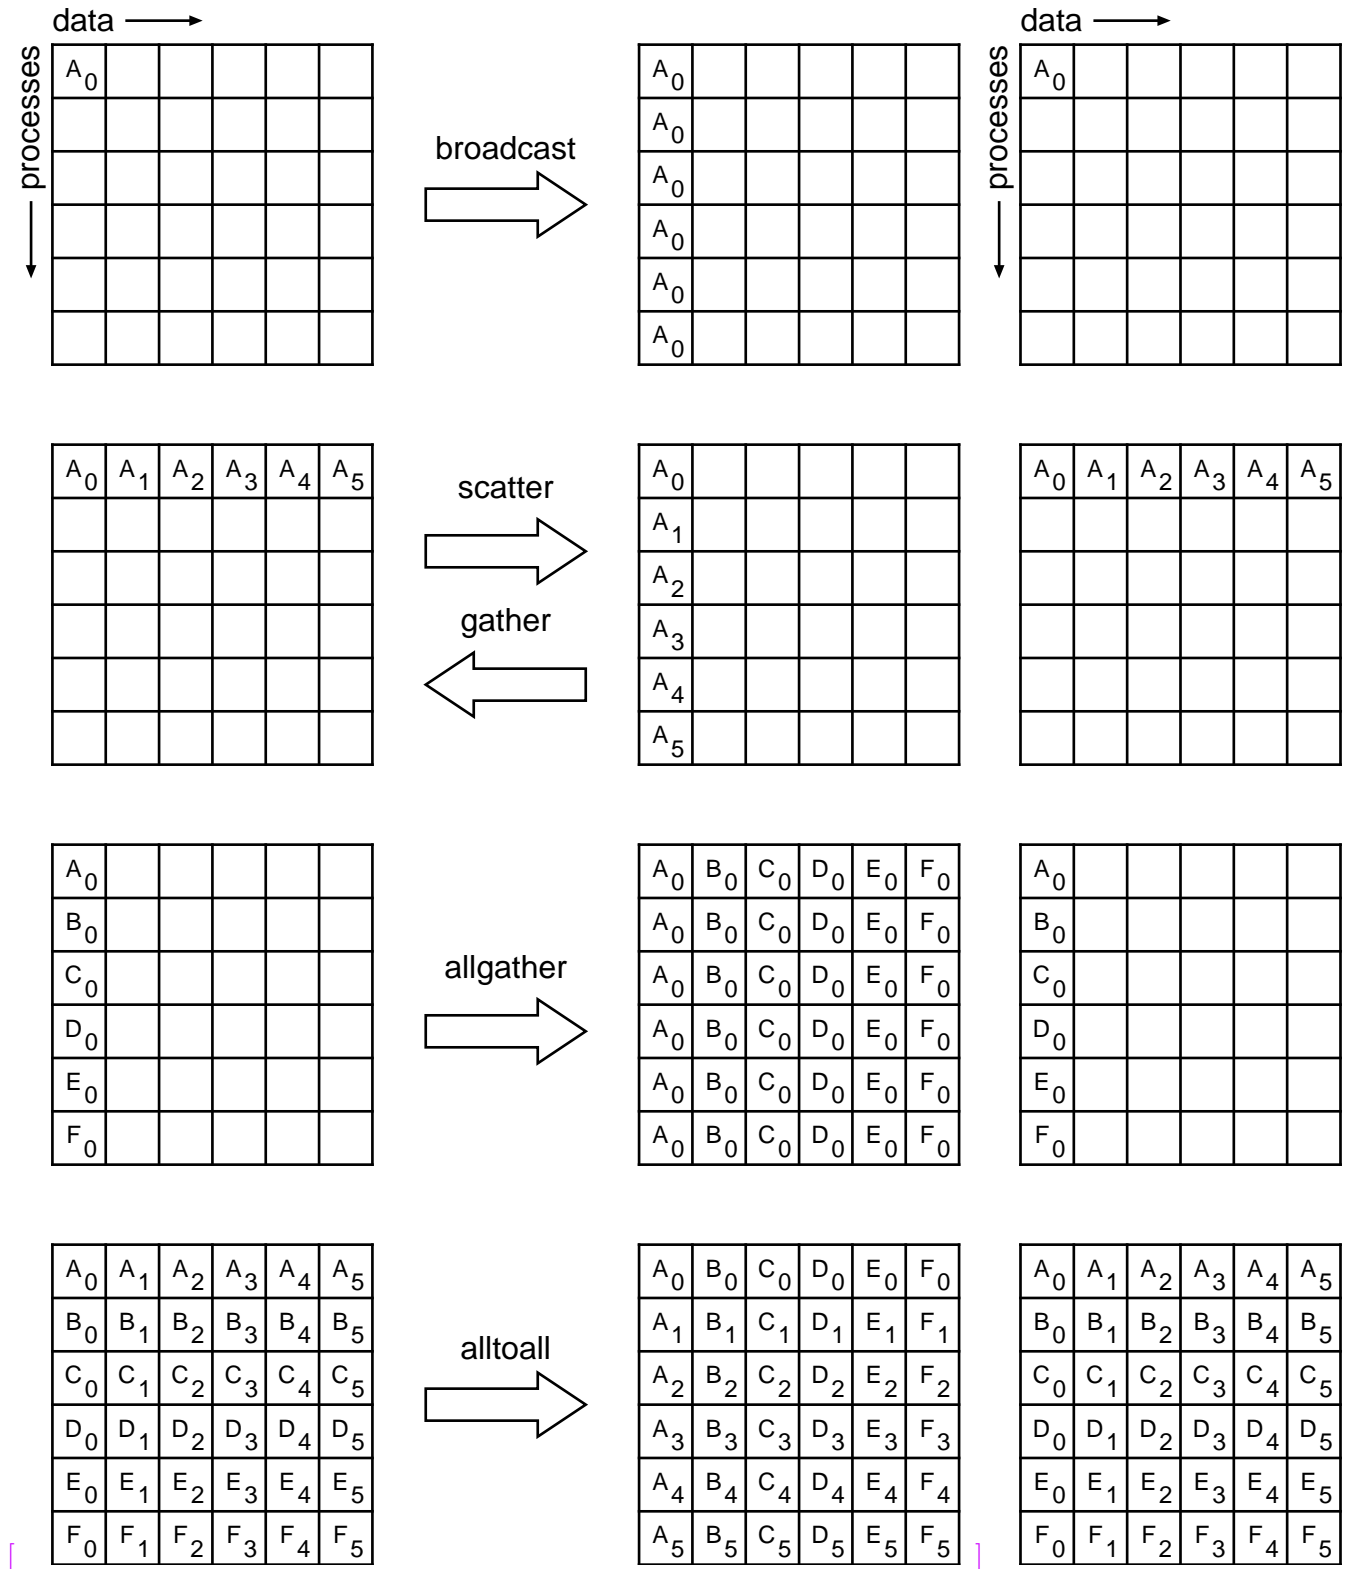 data data
processes processes
A0 A0 A0
A0
broadcast
A0
A0
A0
A0
A0 A1 A2 A3 A4 A5 A0 A0 A1 A2 A3 A4 A5
scatter
A1
A2
gather
A3
A4
A5
A0 A0 B0 C0 D0 E0 F0 A0
B0 A0 B0 C0 D0 E0 F0 B0
C0 allgather A0 B0 C0 D0 E0 F0 C0
D0 A0 B0 C0 D0 E0 F0 D0
E0 A0 B0 C0 D0 E0 F0 E0
F0 A0 B0 C0 D0 E0 F0 F0
A0 A1 A2 A3 A4 A5 A0 B0 C0 D0 E0 F0 A0 A1 A2 A3 A4 A5
B0 B1 B2 B3 B4 B5 A1 B1 C1 D1 E1 F1 B0 B1 B2 B3 B4 B5
alltoall
C0 C1 C2 C3 C4 C5 A2 B2 C2 D2 E2 F2 C0 C1 C2 C3 C4 C5
D0 D1 D2 D3 D4 D5 A3 B3 C3 D3 E3 F3 D0 D1 D2 D3 D4 D5
E0 E1 E2 E3 E4 E5 A4 B4 C4 D4 E4 F4 E0 E1 E2 E3 E4 E5
F0 F1 F2 F3 F4 F5 A5 B5 C5 D5 E5 F5 F0 F1 F2 F3 F4 F5